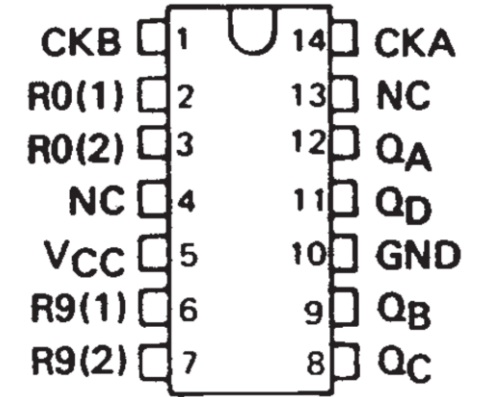 CKB 1 14 CKA
R0(1) 2 13 NC
R0(2) 3 12 QA
NC 4 11 QD
VCC 5 10 GND
R9(1) 6 9 QB
R9(2) 7 8 QC